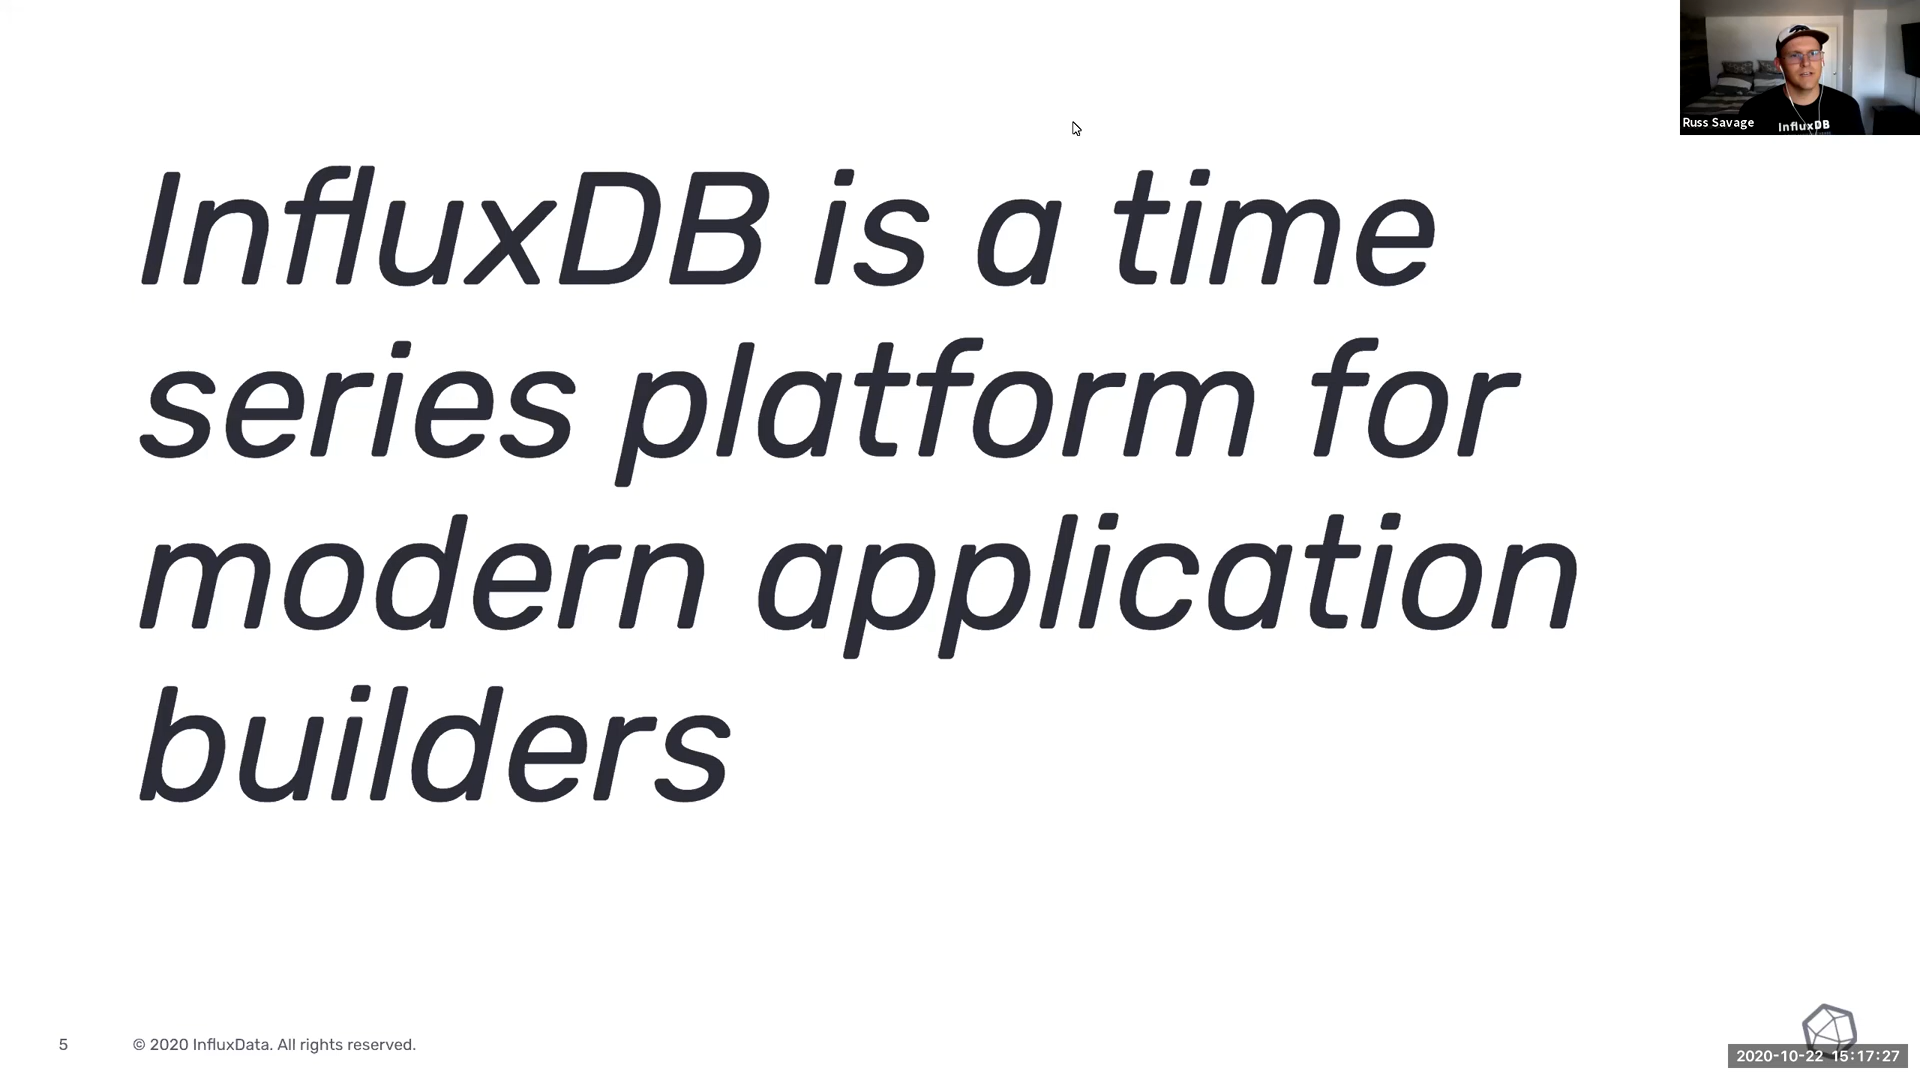 Russ Savage
InfluxDB
InfluxDB is a time
series platform for
modern application
builders
5
© 2020 InfluxData. All rights reserved.
2020-10-22 15:17:27